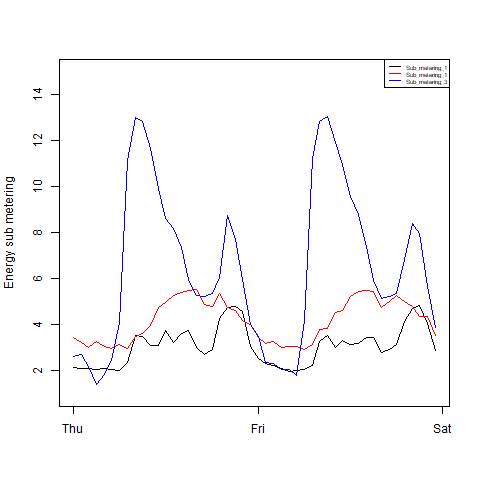 Sub_metering_1
Sub_metering_1
Sub_metering_3
Energy sub metering
14
12
10
8
6
4
2
Thu Fri Sat